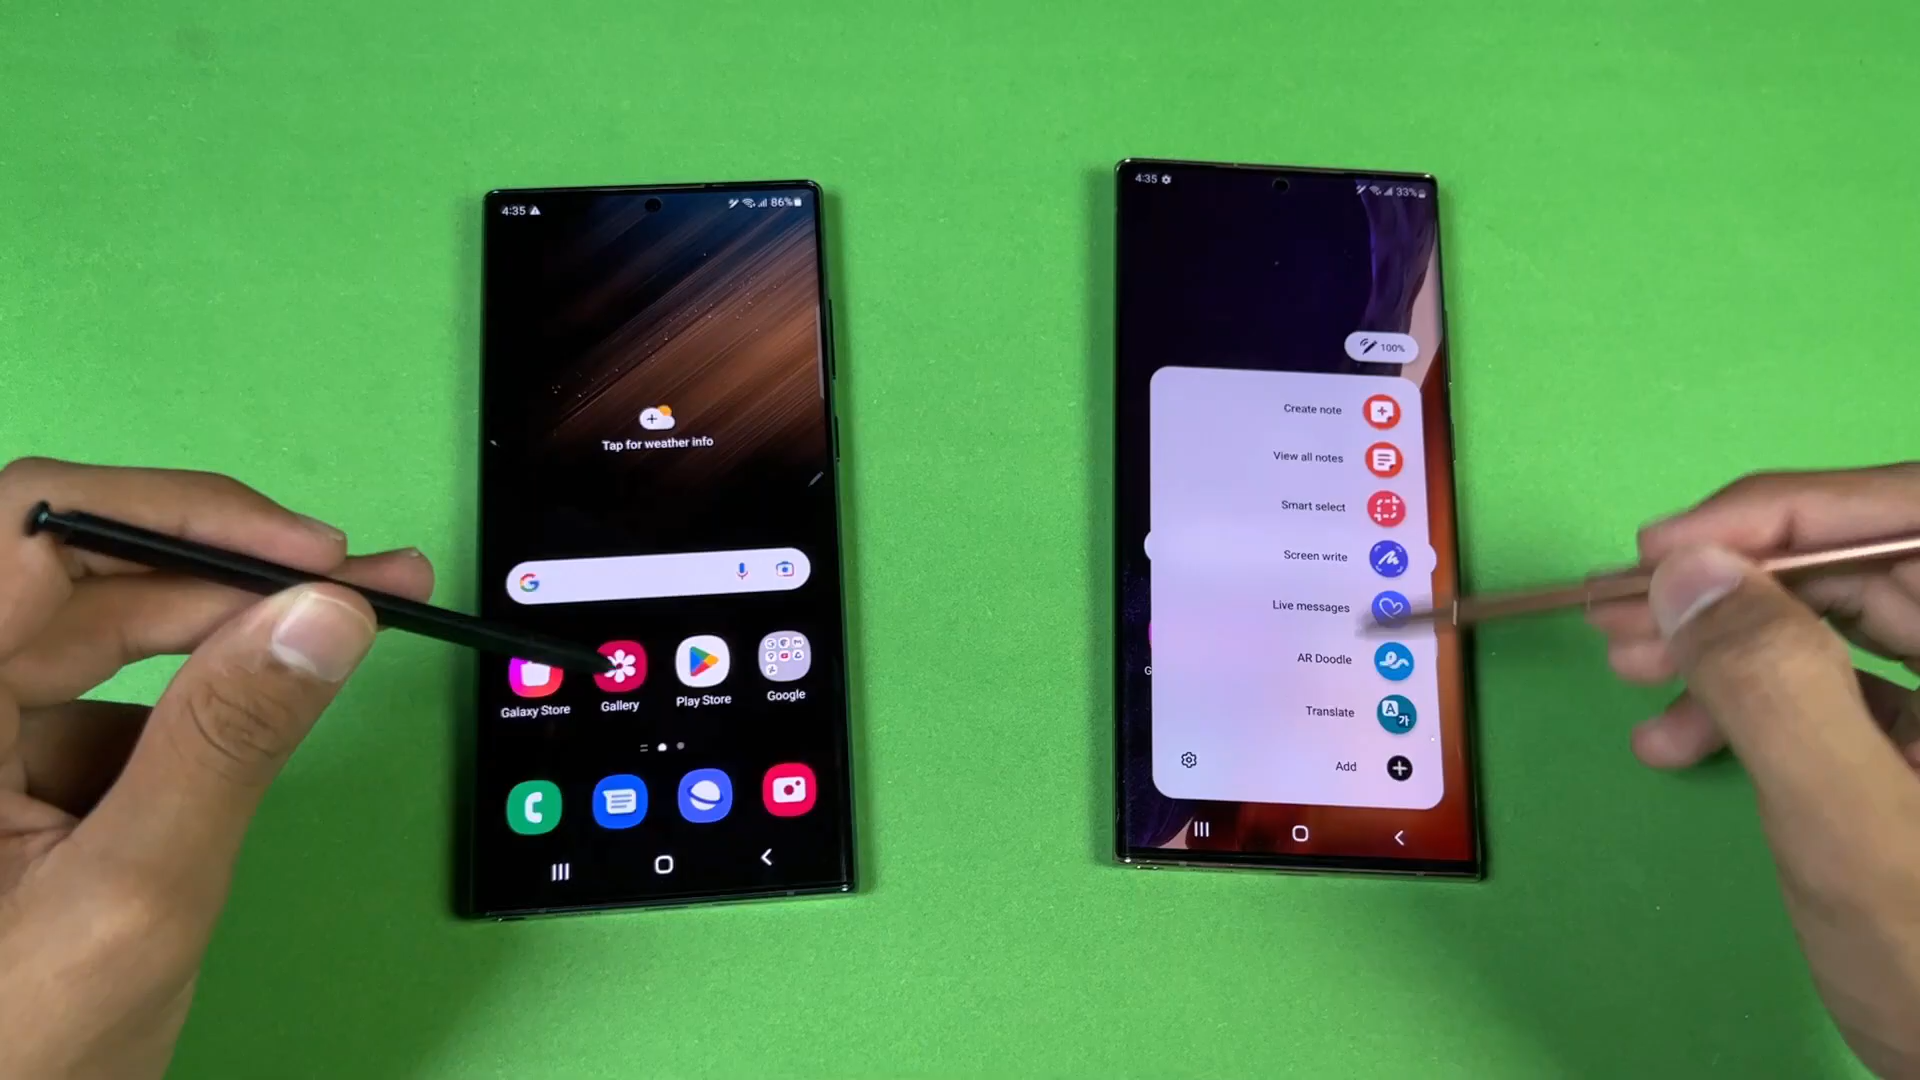 4:35
86%
Tap for weather info
G
Galaxy Store
Gallery
Play Store
Google
4:35
33%
100%
Create note
View all notes
Smart select
Screen write
Live messages
AR Doodle
Translate
A가
Add
G